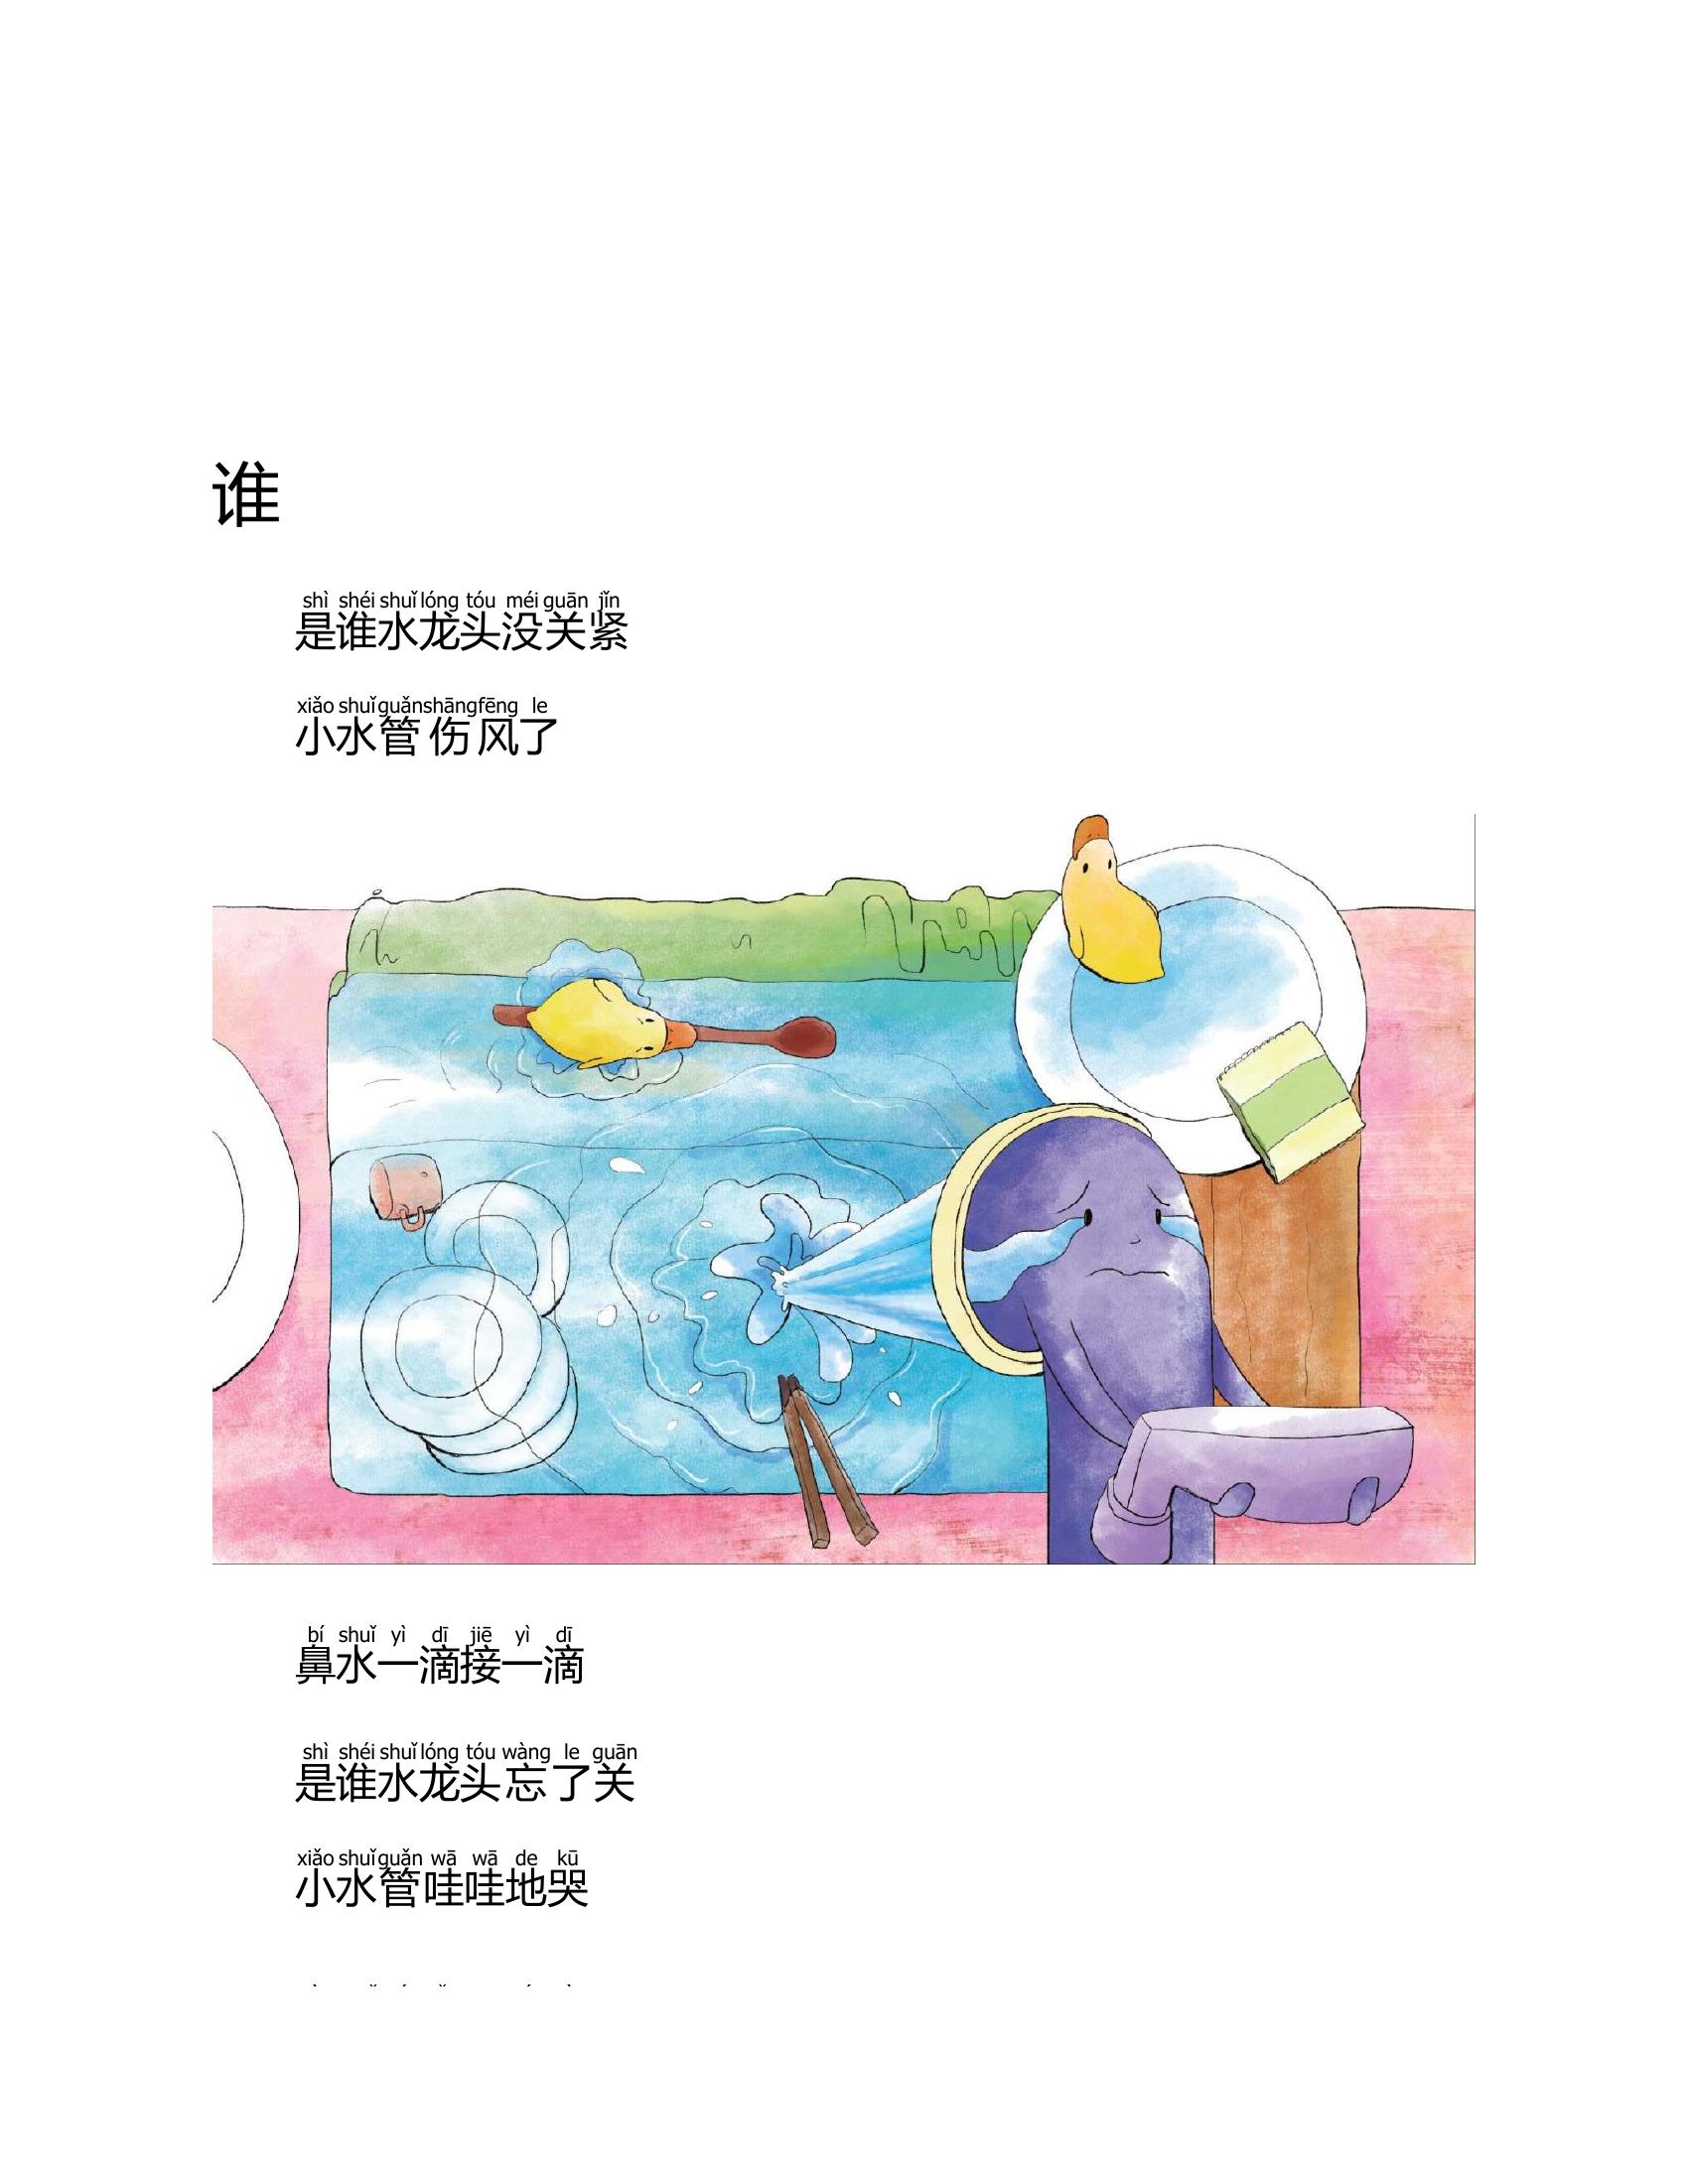 谁
shì shéi shuǐ lóng tóu méi guān jǐn
是谁水龙头没关紧
xiǎo shuǐ guǎn shāng fēng le
小水管伤风了
bí shuǐ yì dī jiē yì dī
鼻水一滴接一滴
shì shéi shuǐ lóng tóu wàng le guān
是谁水龙头忘了关
xiǎo shuǐ guǎn wā wā de kū
小水管哇哇地哭